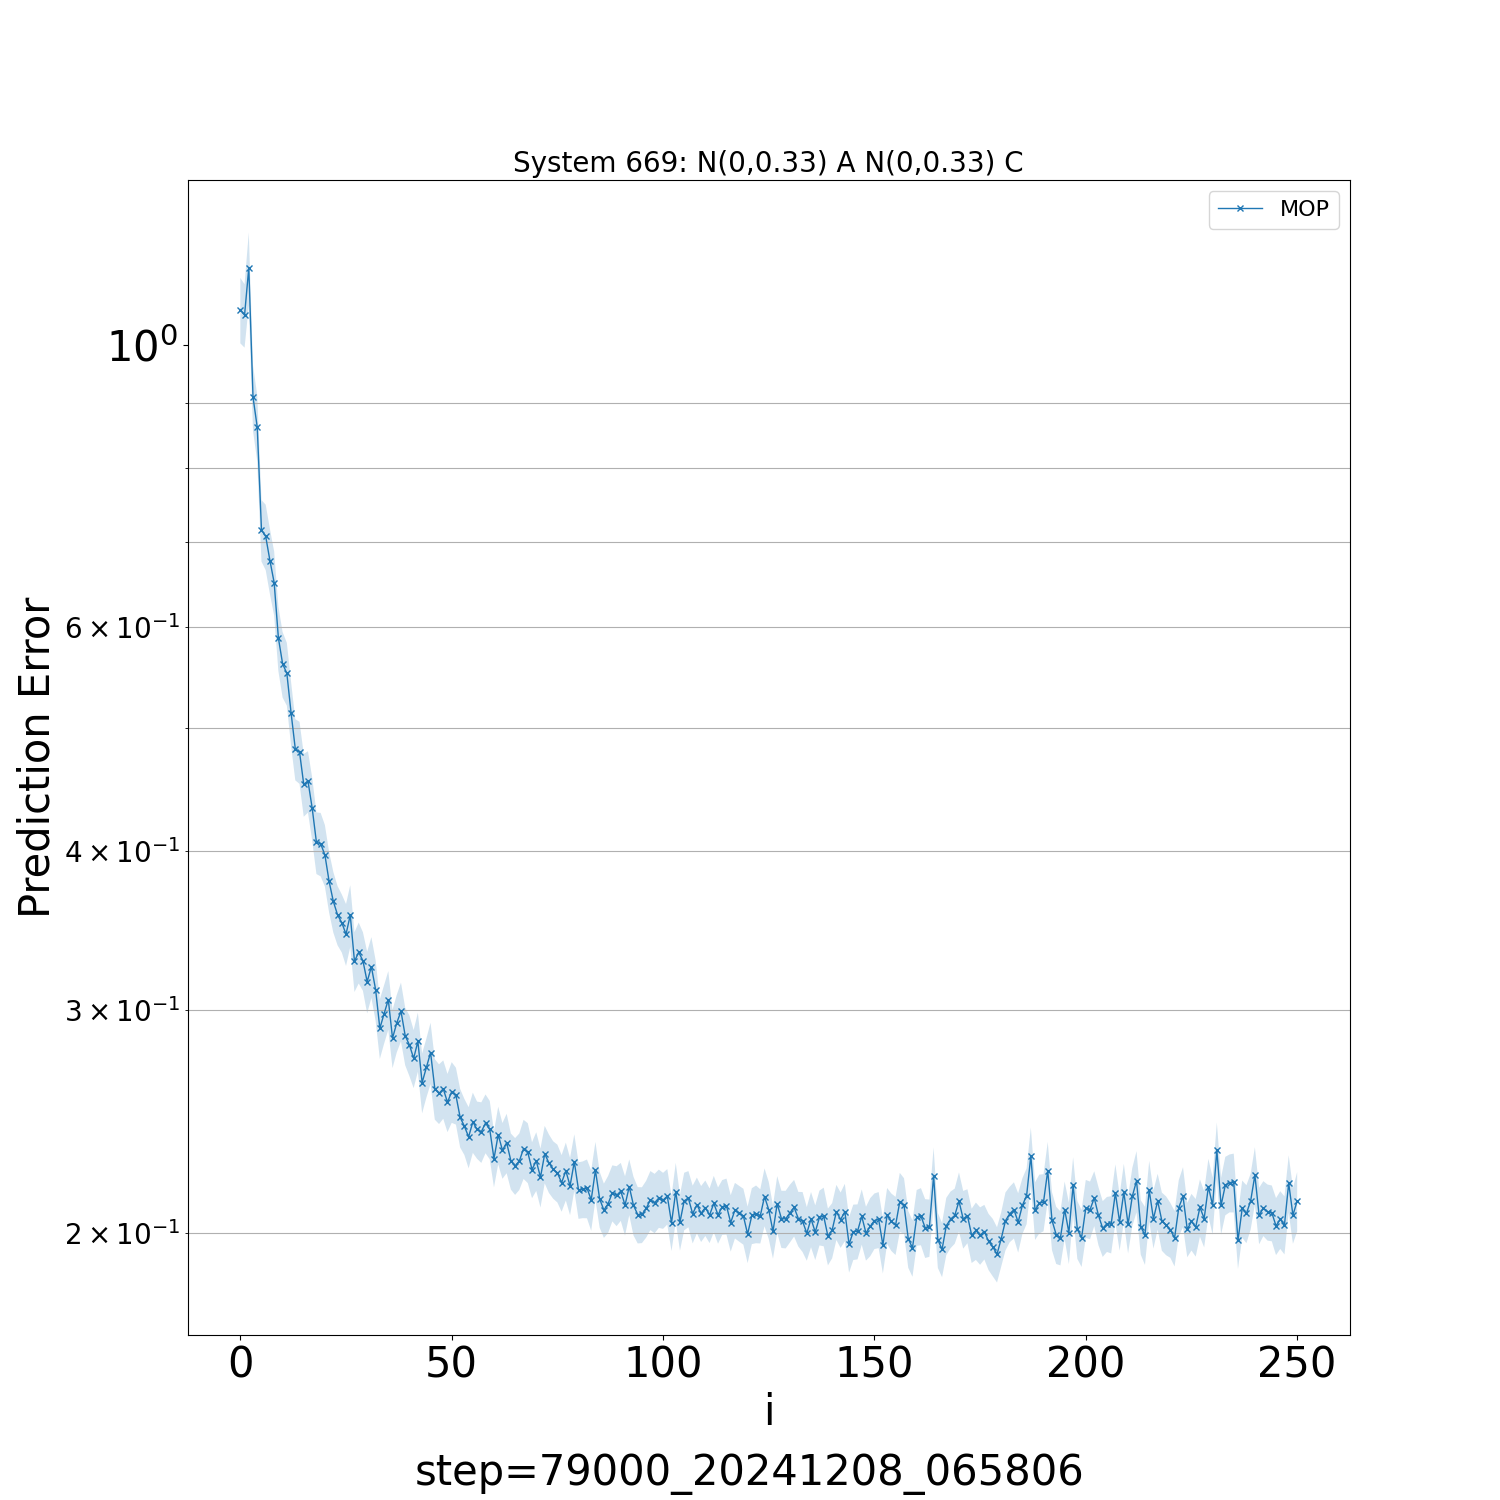 System 669: N(0,0.33) A N(0,0.33) C
MOP
10⁰
6 × 10⁻¹
4 × 10⁻¹
3 × 10⁻¹
2 × 10⁻¹
Prediction Error
0 50 100 150 200 250
i
step=79000_20241208_065806